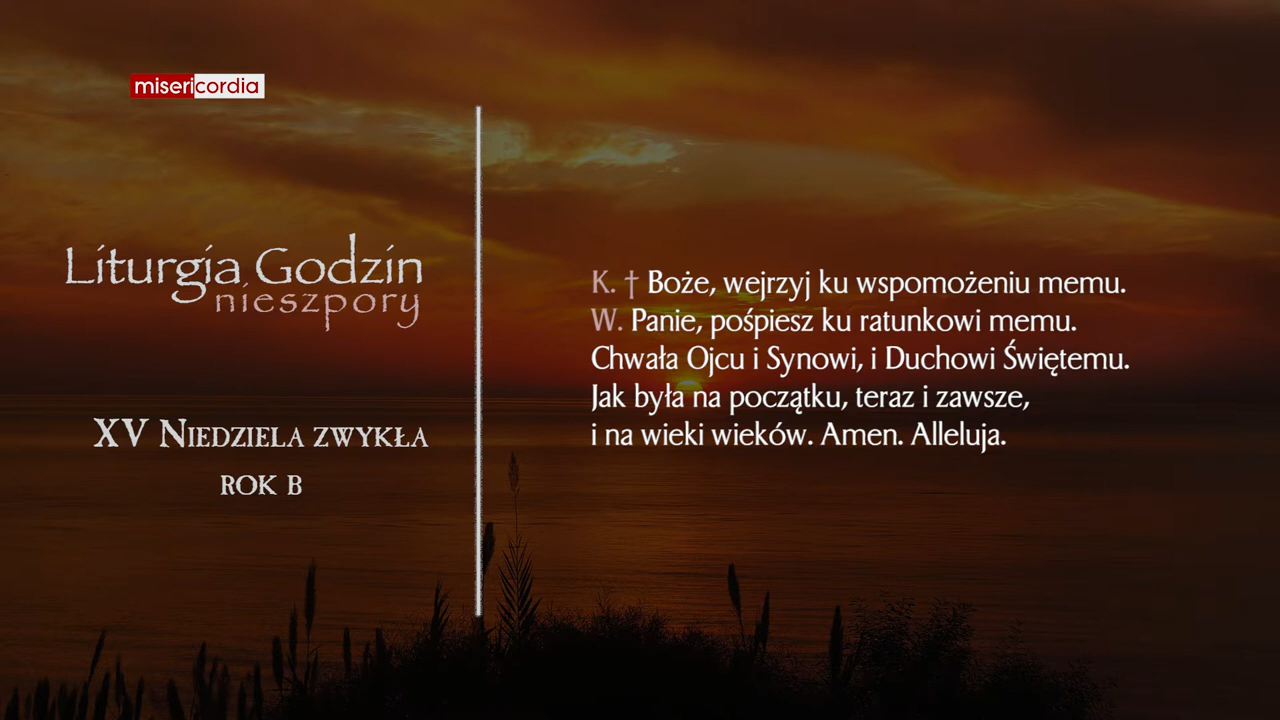 misericordia
Liturgia Godzin
nieszpory
XV Niedziela zwykła
rok B
K. † Boże, wejrzyj ku wspomożeniu memu.
W. Panie, pośpiesz ku ratunkowi memu.
Chwała Ojcu i Synowi, i Duchowi Świętemu.
Jak była na początku, teraz i zawsze,
i na wieki wieków. Amen. Alleluja.